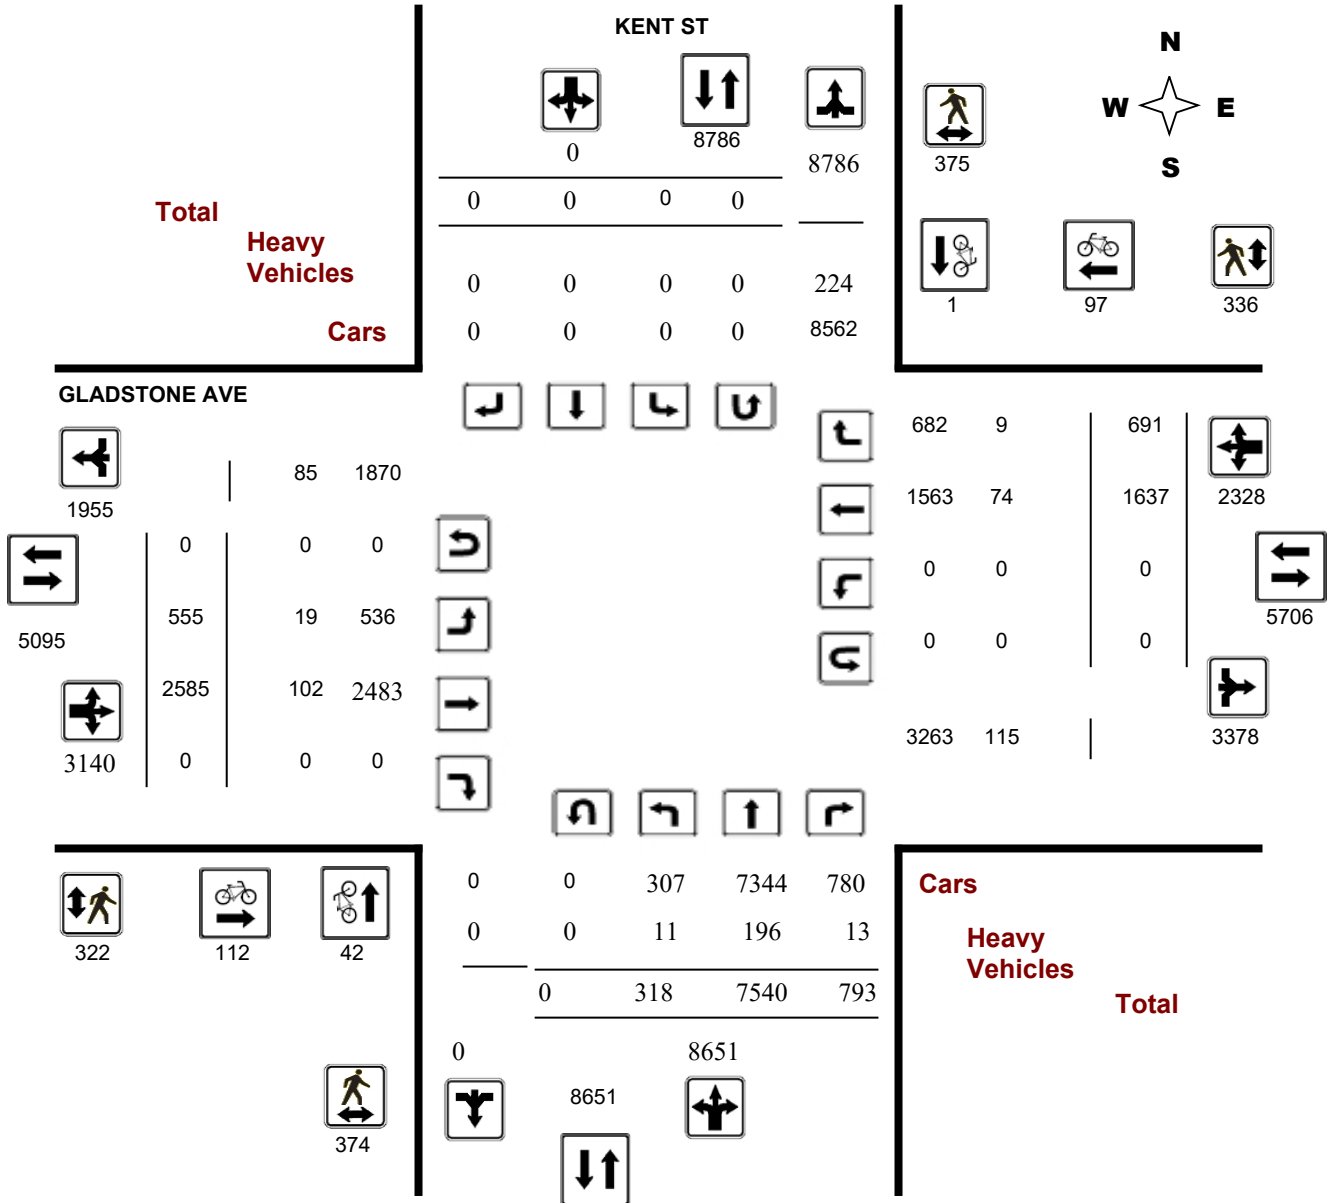 KENT ST
N
W E
S
0 8786 8786 375
Total 0 0 0 0
Heavy
Vehicles 0 0 0 0 224 1 97 336
Cars 0 0 0 0 8562
GLADSTONE AVE
682 9 691
85 1870
1955 1563 74 1637 2328
0 0 0 0 0 0
555 19 536 5706
5095 0 0 0
2585 102 2483
3140 0 0 0 3263 115 3378
0 0 307 7344 780 Cars
0 0 11 196 13 Heavy
Vehicles
322 112 42
0 318 7540 793 Total
0 8651
8651
374